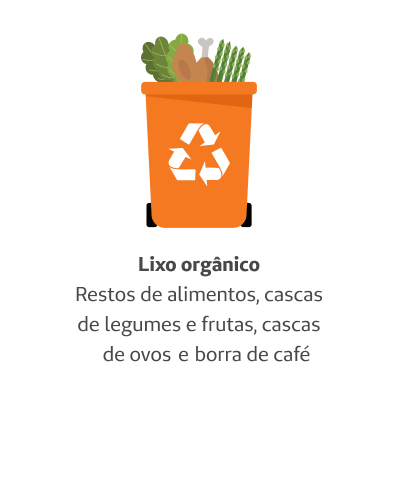 Lixo orgânico
Restos de alimentos, cascas
de legumes e frutas, cascas
de ovos e borra de café